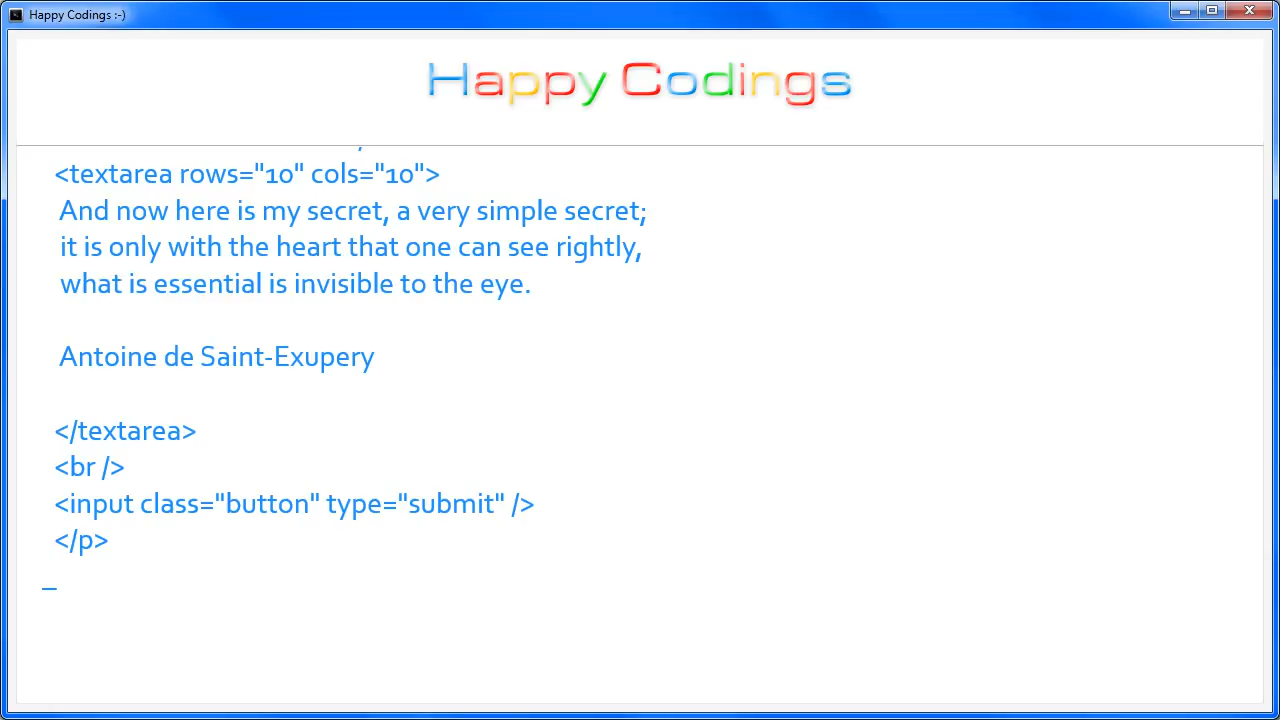 Happy Codings :-)
Happy Codings
<textarea rows="10" cols="10">
And now here is my secret, a very simple secret;
it is only with the heart that one can see rightly,
what is essential is invisible to the eye.
Antoine de Saint-Exupery
</textarea>
<br />
<input class="button" type="submit" />
</p>
_